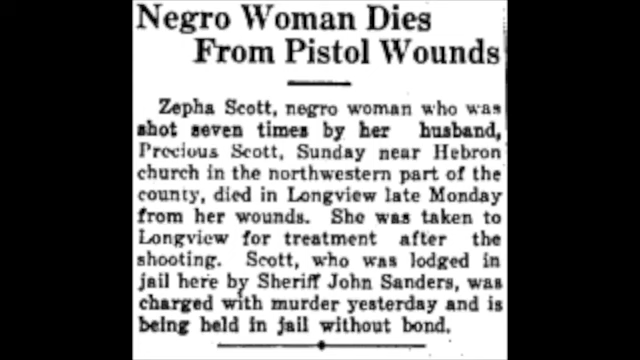 Negro Woman Dies
From Pistol Wounds
Zepha Scott, negro woman who was
shot seven times by her husband,
Precious Scott, Sunday near Hebron
church in the northwestern part of the
county, died in Longview late Monday
from her wounds. She was taken to
Longview for treatment after the
shooting. Scott, who was lodged in
jail here by Sheriff John Sanders, was
charged with murder yesterday and is
being held in jail without bond.